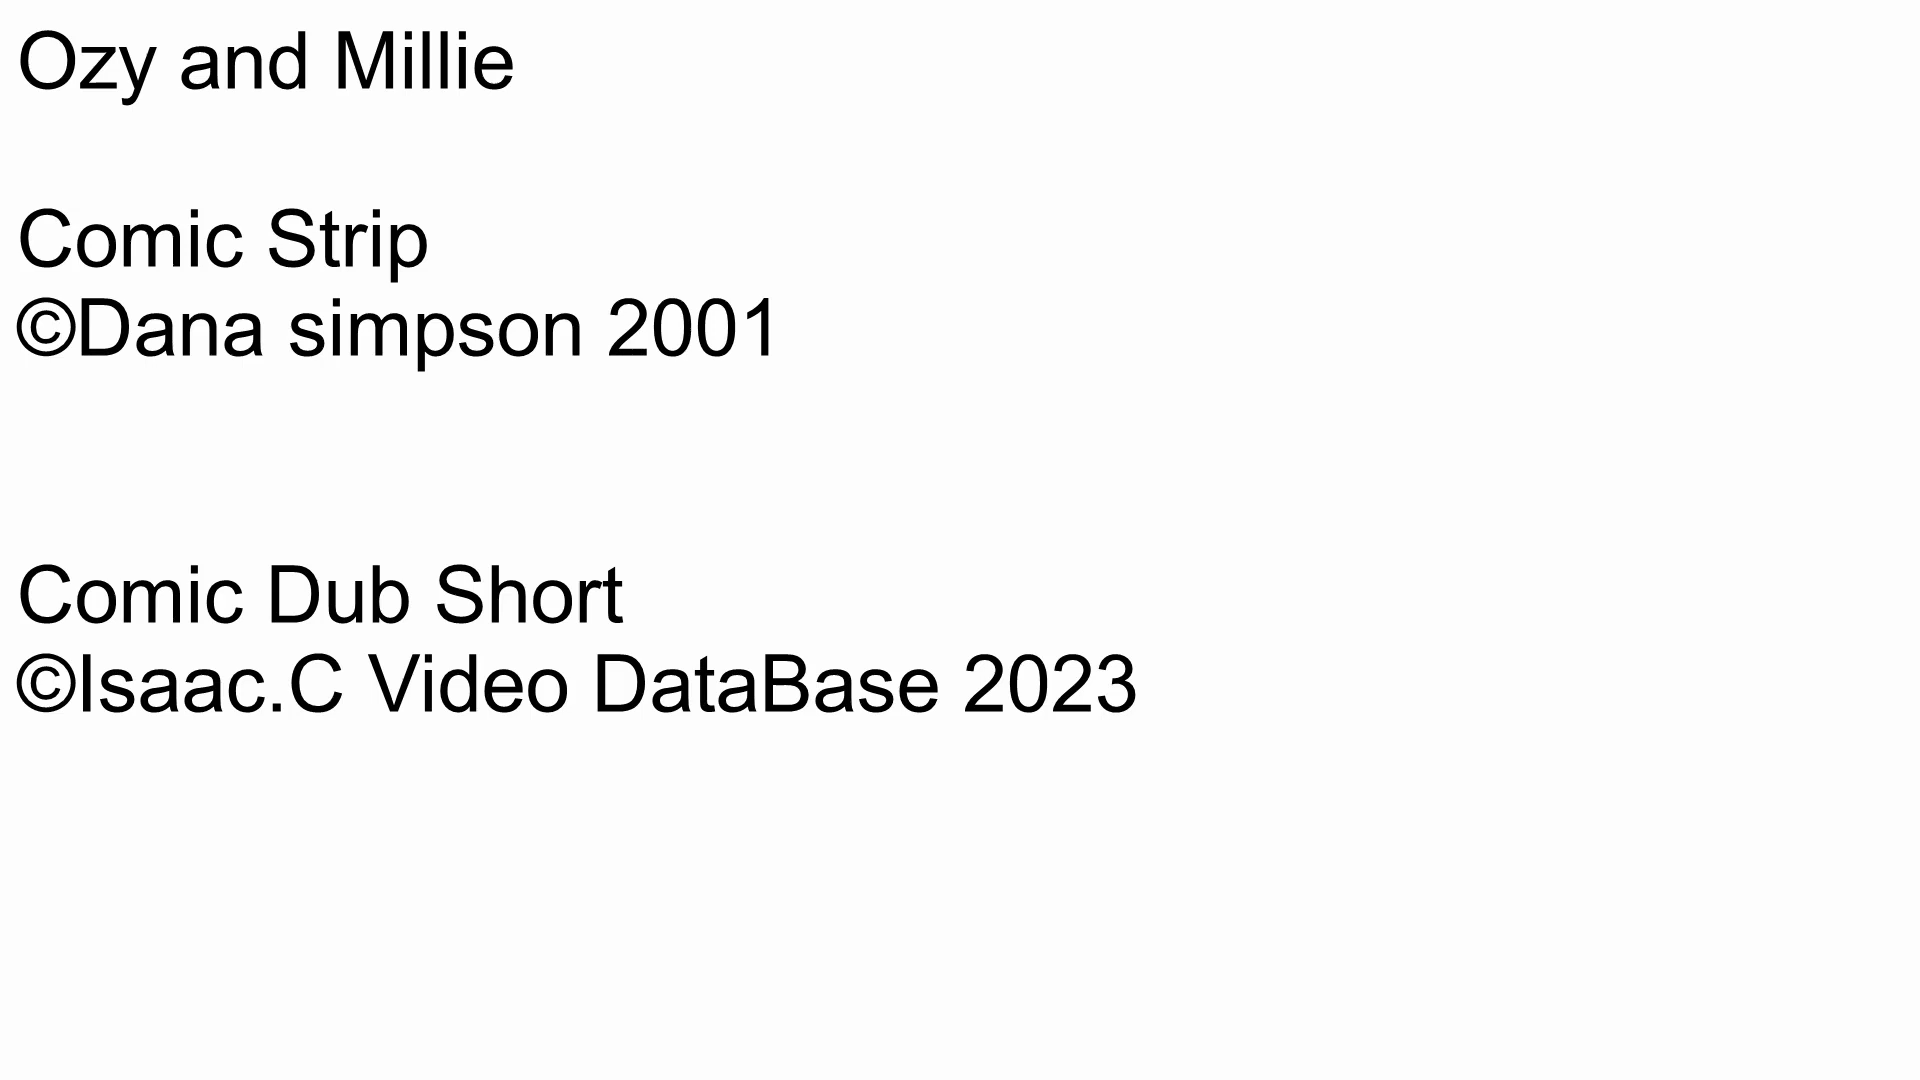 Ozy and Millie
Comic Strip
©Dana simpson 2001
Comic Dub Short
©Isaac.C Video DataBase 2023